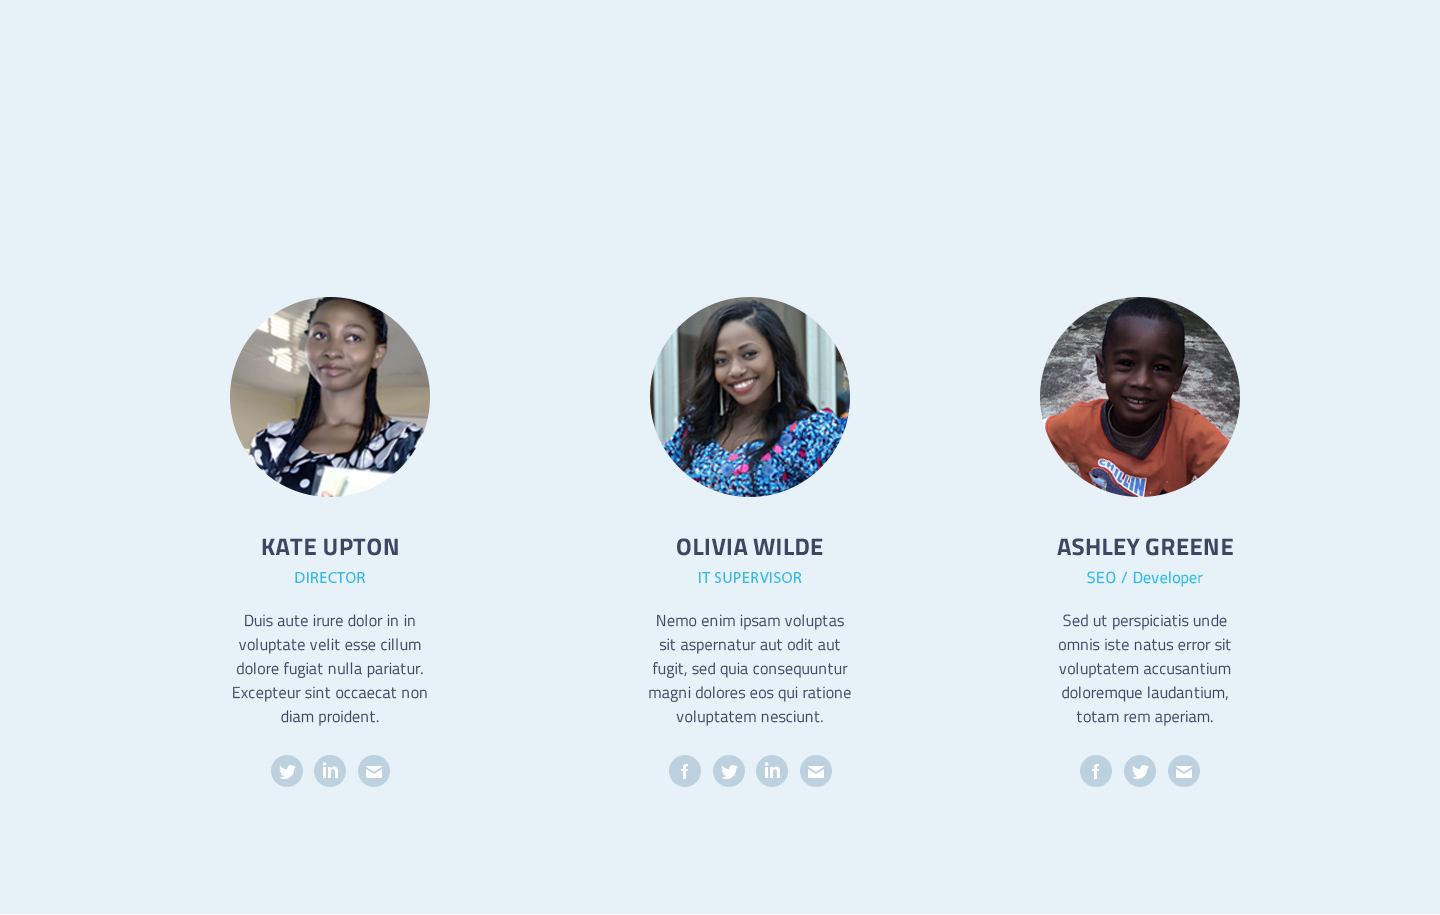 CHILLIN
KATE UPTON
DIRECTOR
Duis aute irure dolor in in
voluptate velit esse cillum
dolore fugiat nulla pariatur.
Excepteur sint occaecat non
diam proident.
OLIVIA WILDE
IT SUPERVISOR
Nemo enim ipsam voluptas
sit aspernatur aut odit aut
fugit, sed quia consequuntur
magni dolores eos qui ratione
voluptatem nesciunt.
ASHLEY GREENE
SEO / Developer
Sed ut perspiciatis unde
omnis iste natus error sit
voluptatem accusantium
doloremque laudantium,
totam rem aperiam.